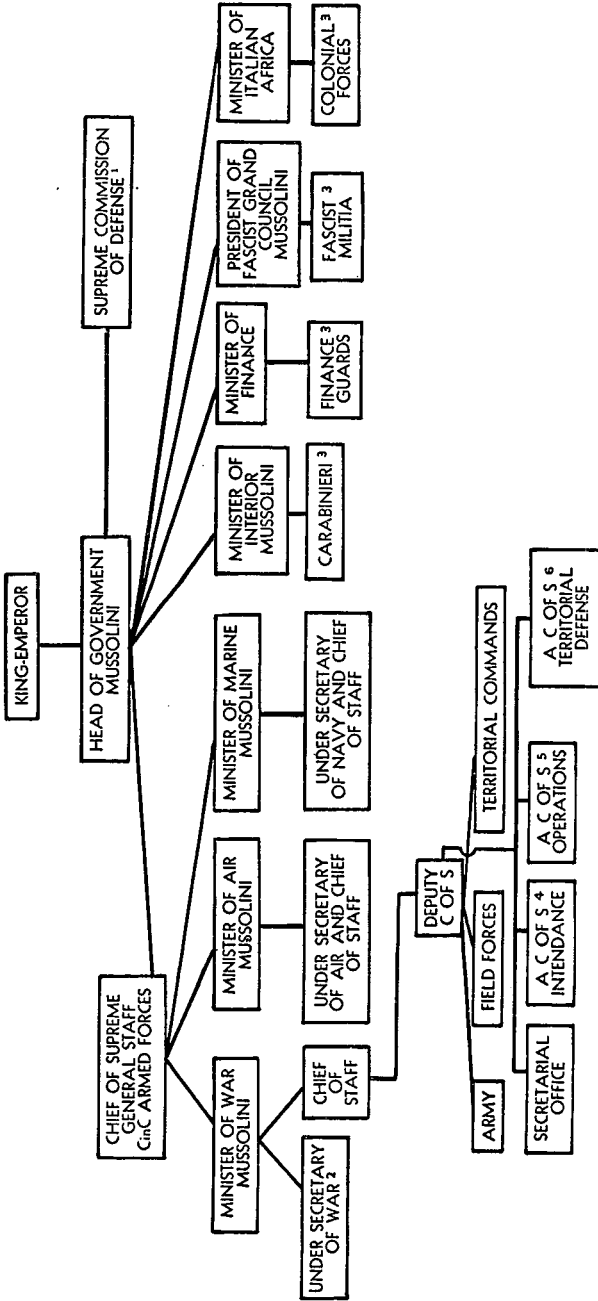 KING-EMPEROR
HEAD OF GOVERNMENT
MUSSOLINI
SUPREME COMMISSION
OF DEFENSE 1
CHIEF OF SUPREME
GENERAL STAFF
CinC ARMED FORCES
MINISTER OF WAR
MUSSOLINI
MINISTER OF AIR
MUSSOLINI
MINISTER OF MARINE
MUSSOLINI
MINISTER OF
INTERIOR
MUSSOLINI
MINISTER OF
FINANCE
PRESIDENT OF
FASCIST GRAND
COUNCIL
MUSSOLINI
MINISTER OF
ITALIAN
AFRICA
UNDER SECRETARY
OF WAR 2
CHIEF
OF
STAFF
UNDER SECRETARY
OF AIR AND CHIEF
OF STAFF
UNDER SECRETARY
OF NAVY AND CHIEF
OF STAFF
CARABINIERI 3
FINANCE 3
GUARDS
FASCIST 3
MILITIA
COLONIAL 3
FORCES
DEPUTY
C OF S
ARMY
FIELD FORCES
TERRITORIAL COMMANDS
SECRETARIAL
OFFICE
A C OF S 4
INTENDANCE
A C OF S 5
OPERATIONS
A C OF S 6
TERRITORIAL
DEFENSE